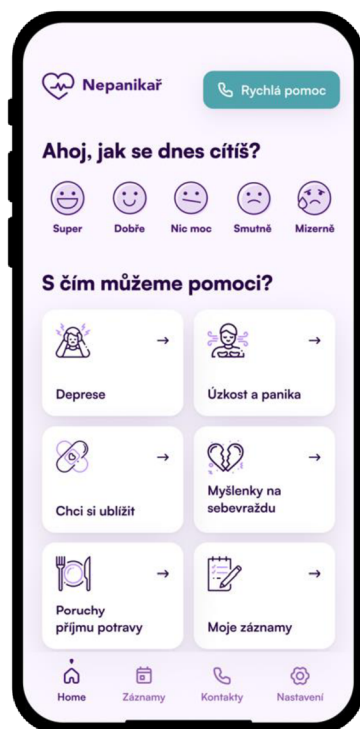 Nepanikař
Rychlá pomoc
Ahoj, jak se dnes cítíš?
Super
Dobře
Nic moc
Smutně
Mizerně
S čím můžeme pomoci?
Deprese
Úzkost a panika
Chci si ublížit
Myšlenky na
sebevraždu
Poruchy
příjmu potravy
Moje záznamy
Home
Záznamy
Kontakty
Nastavení